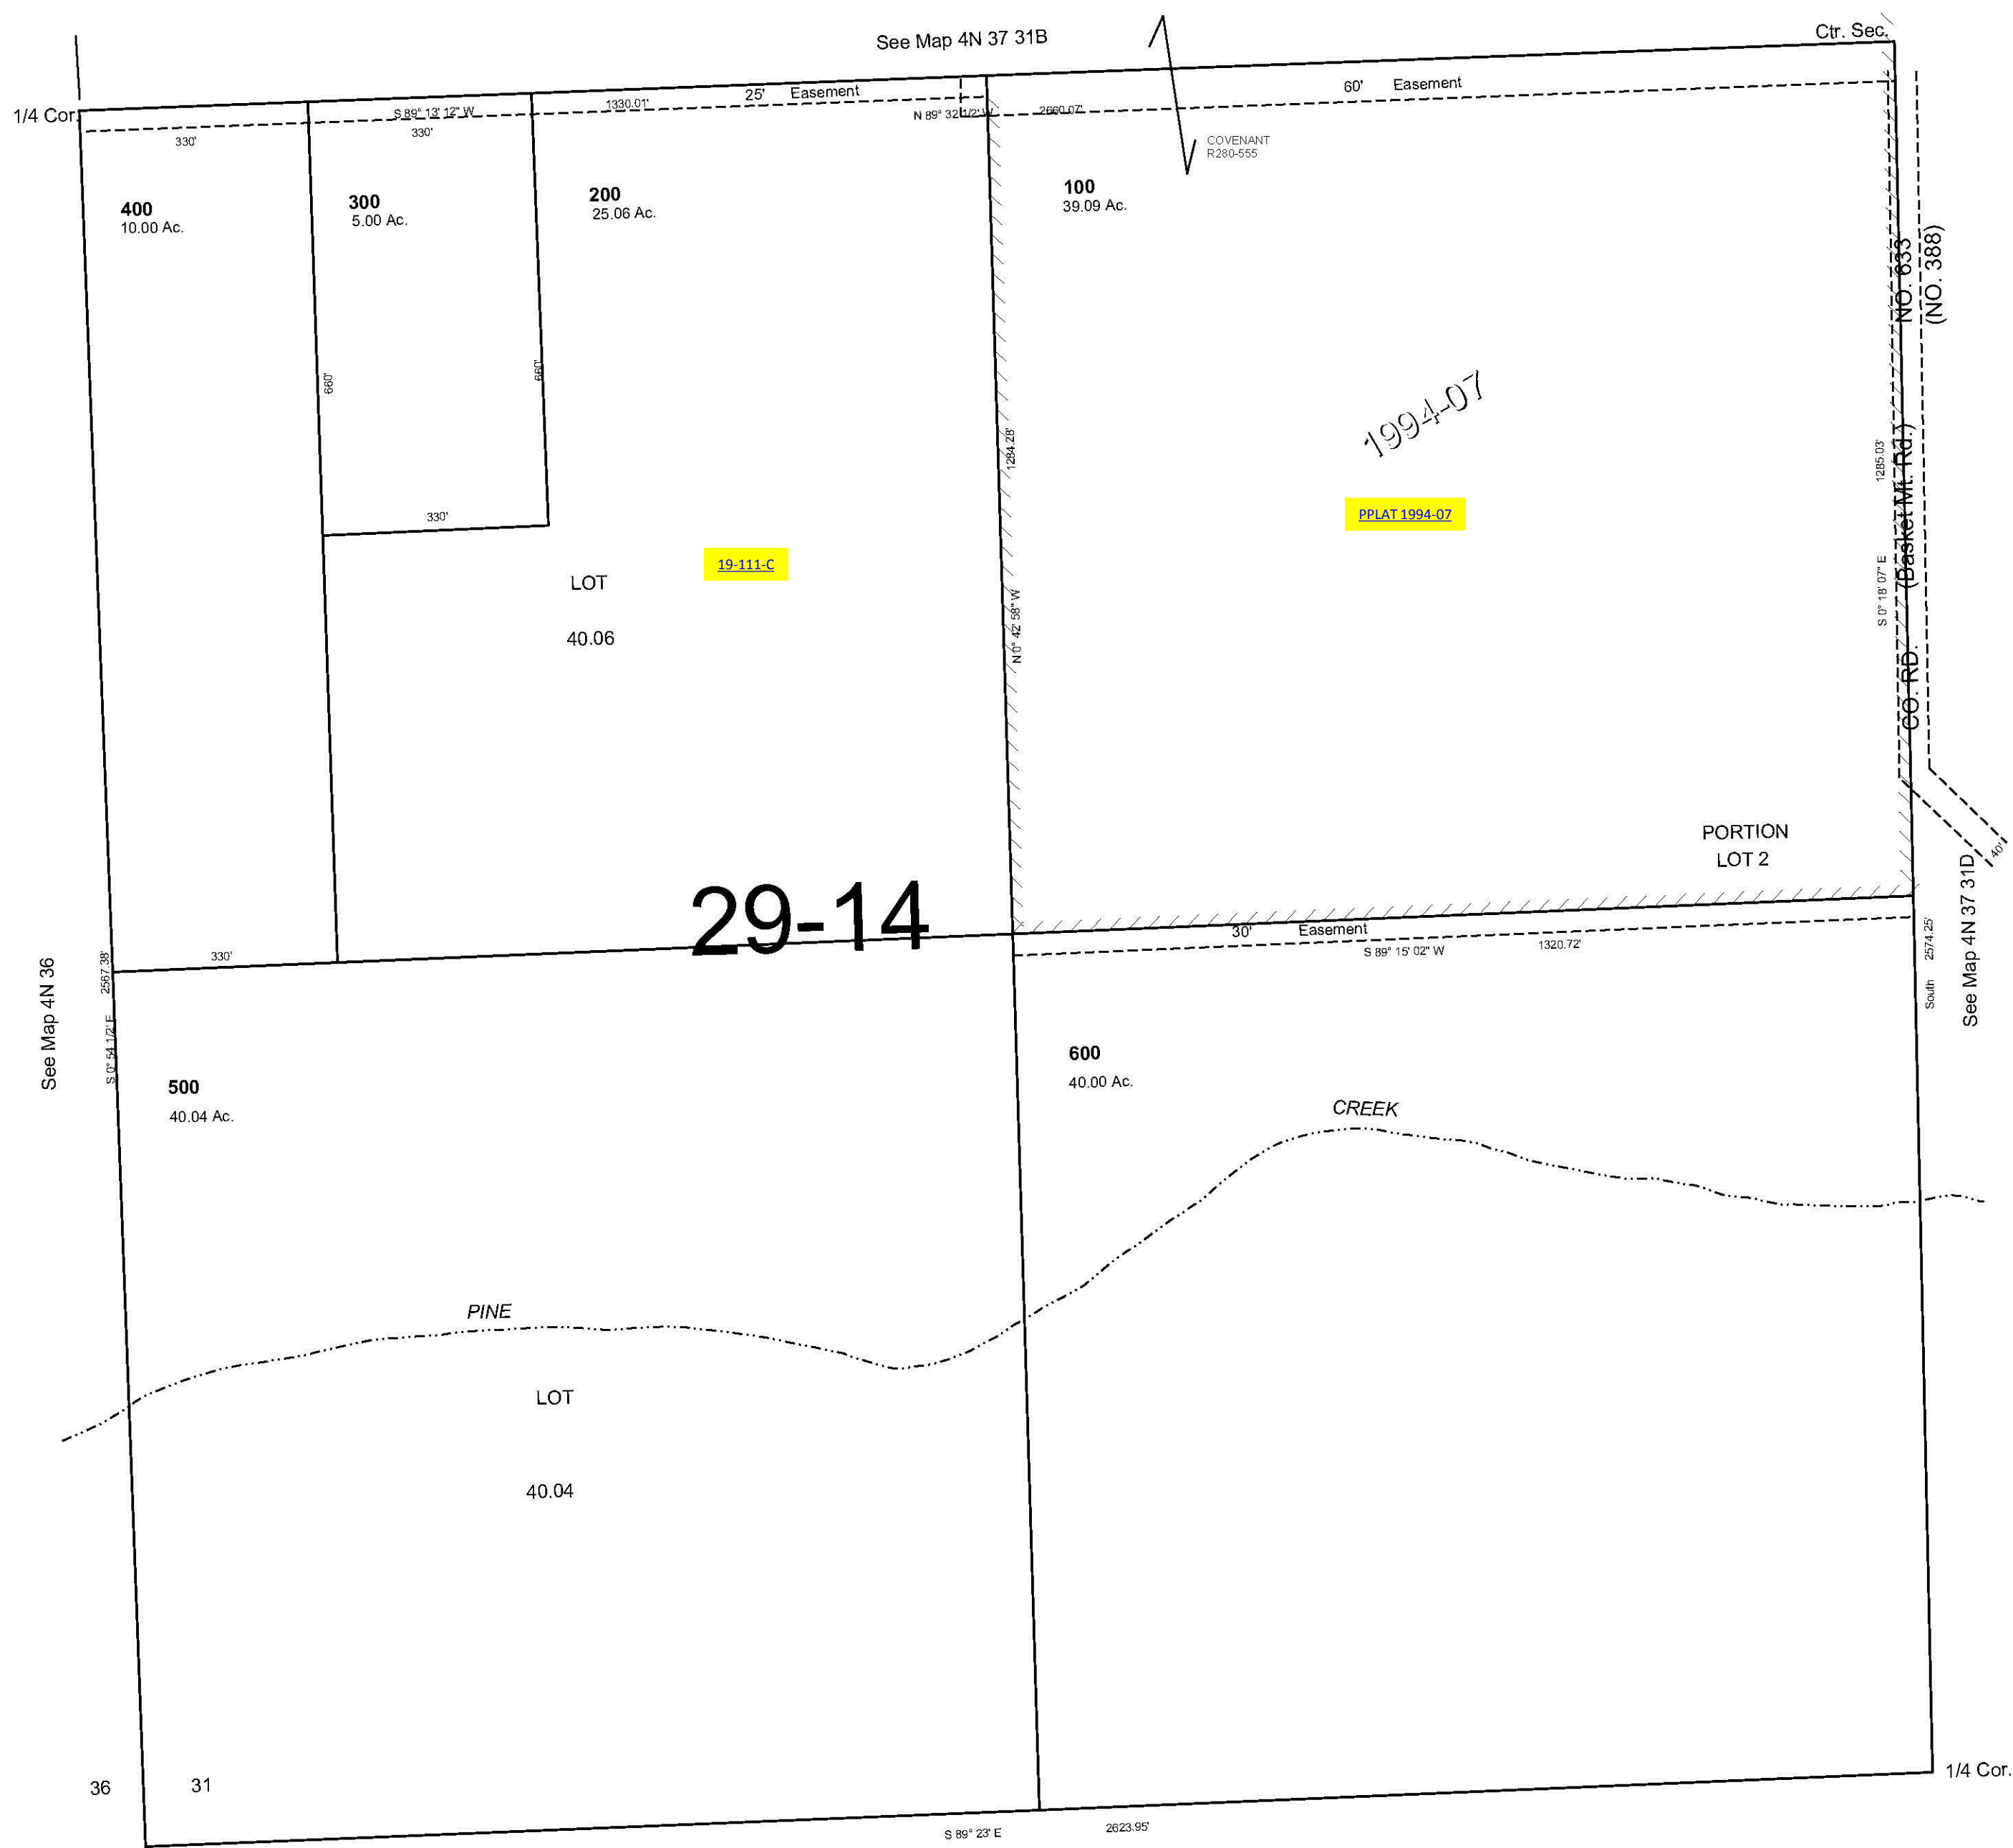 See Map 4N 37 31B
Ctr. Sec.
1/4 Cor.
S 89° 13' 12" W
1330.01'
25' Easement
N 89° 32 1/2' W
2660.07'
60' Easement
330'
330'
COVENANT
R280-555
400
10.00 Ac.
300
5.00 Ac.
200
25.06 Ac.
100
39.09 Ac.
660'
660'
330'
1284.28'
N 0° 42' 58" W
1994-07
PPLAT 1994-07
19-111-C
LOT
40.06
1285.03'
S 0° 18' 07" E
CO. RD. (Basket Mt. Rd.) NO. 633
(NO. 388)
PORTION
LOT 2
40'
29-14
330'
30' Easement
S 89° 15' 02" W
1320.72'
See Map 4N 36
2567.38'
S 0° 54 1/2' E
South 2574.25'
See Map 4N 37 31D
500
40.04 Ac.
600
40.00 Ac.
CREEK
PINE
LOT
40.04
36
31
1/4 Cor.
S 89° 23' E
2623.95'